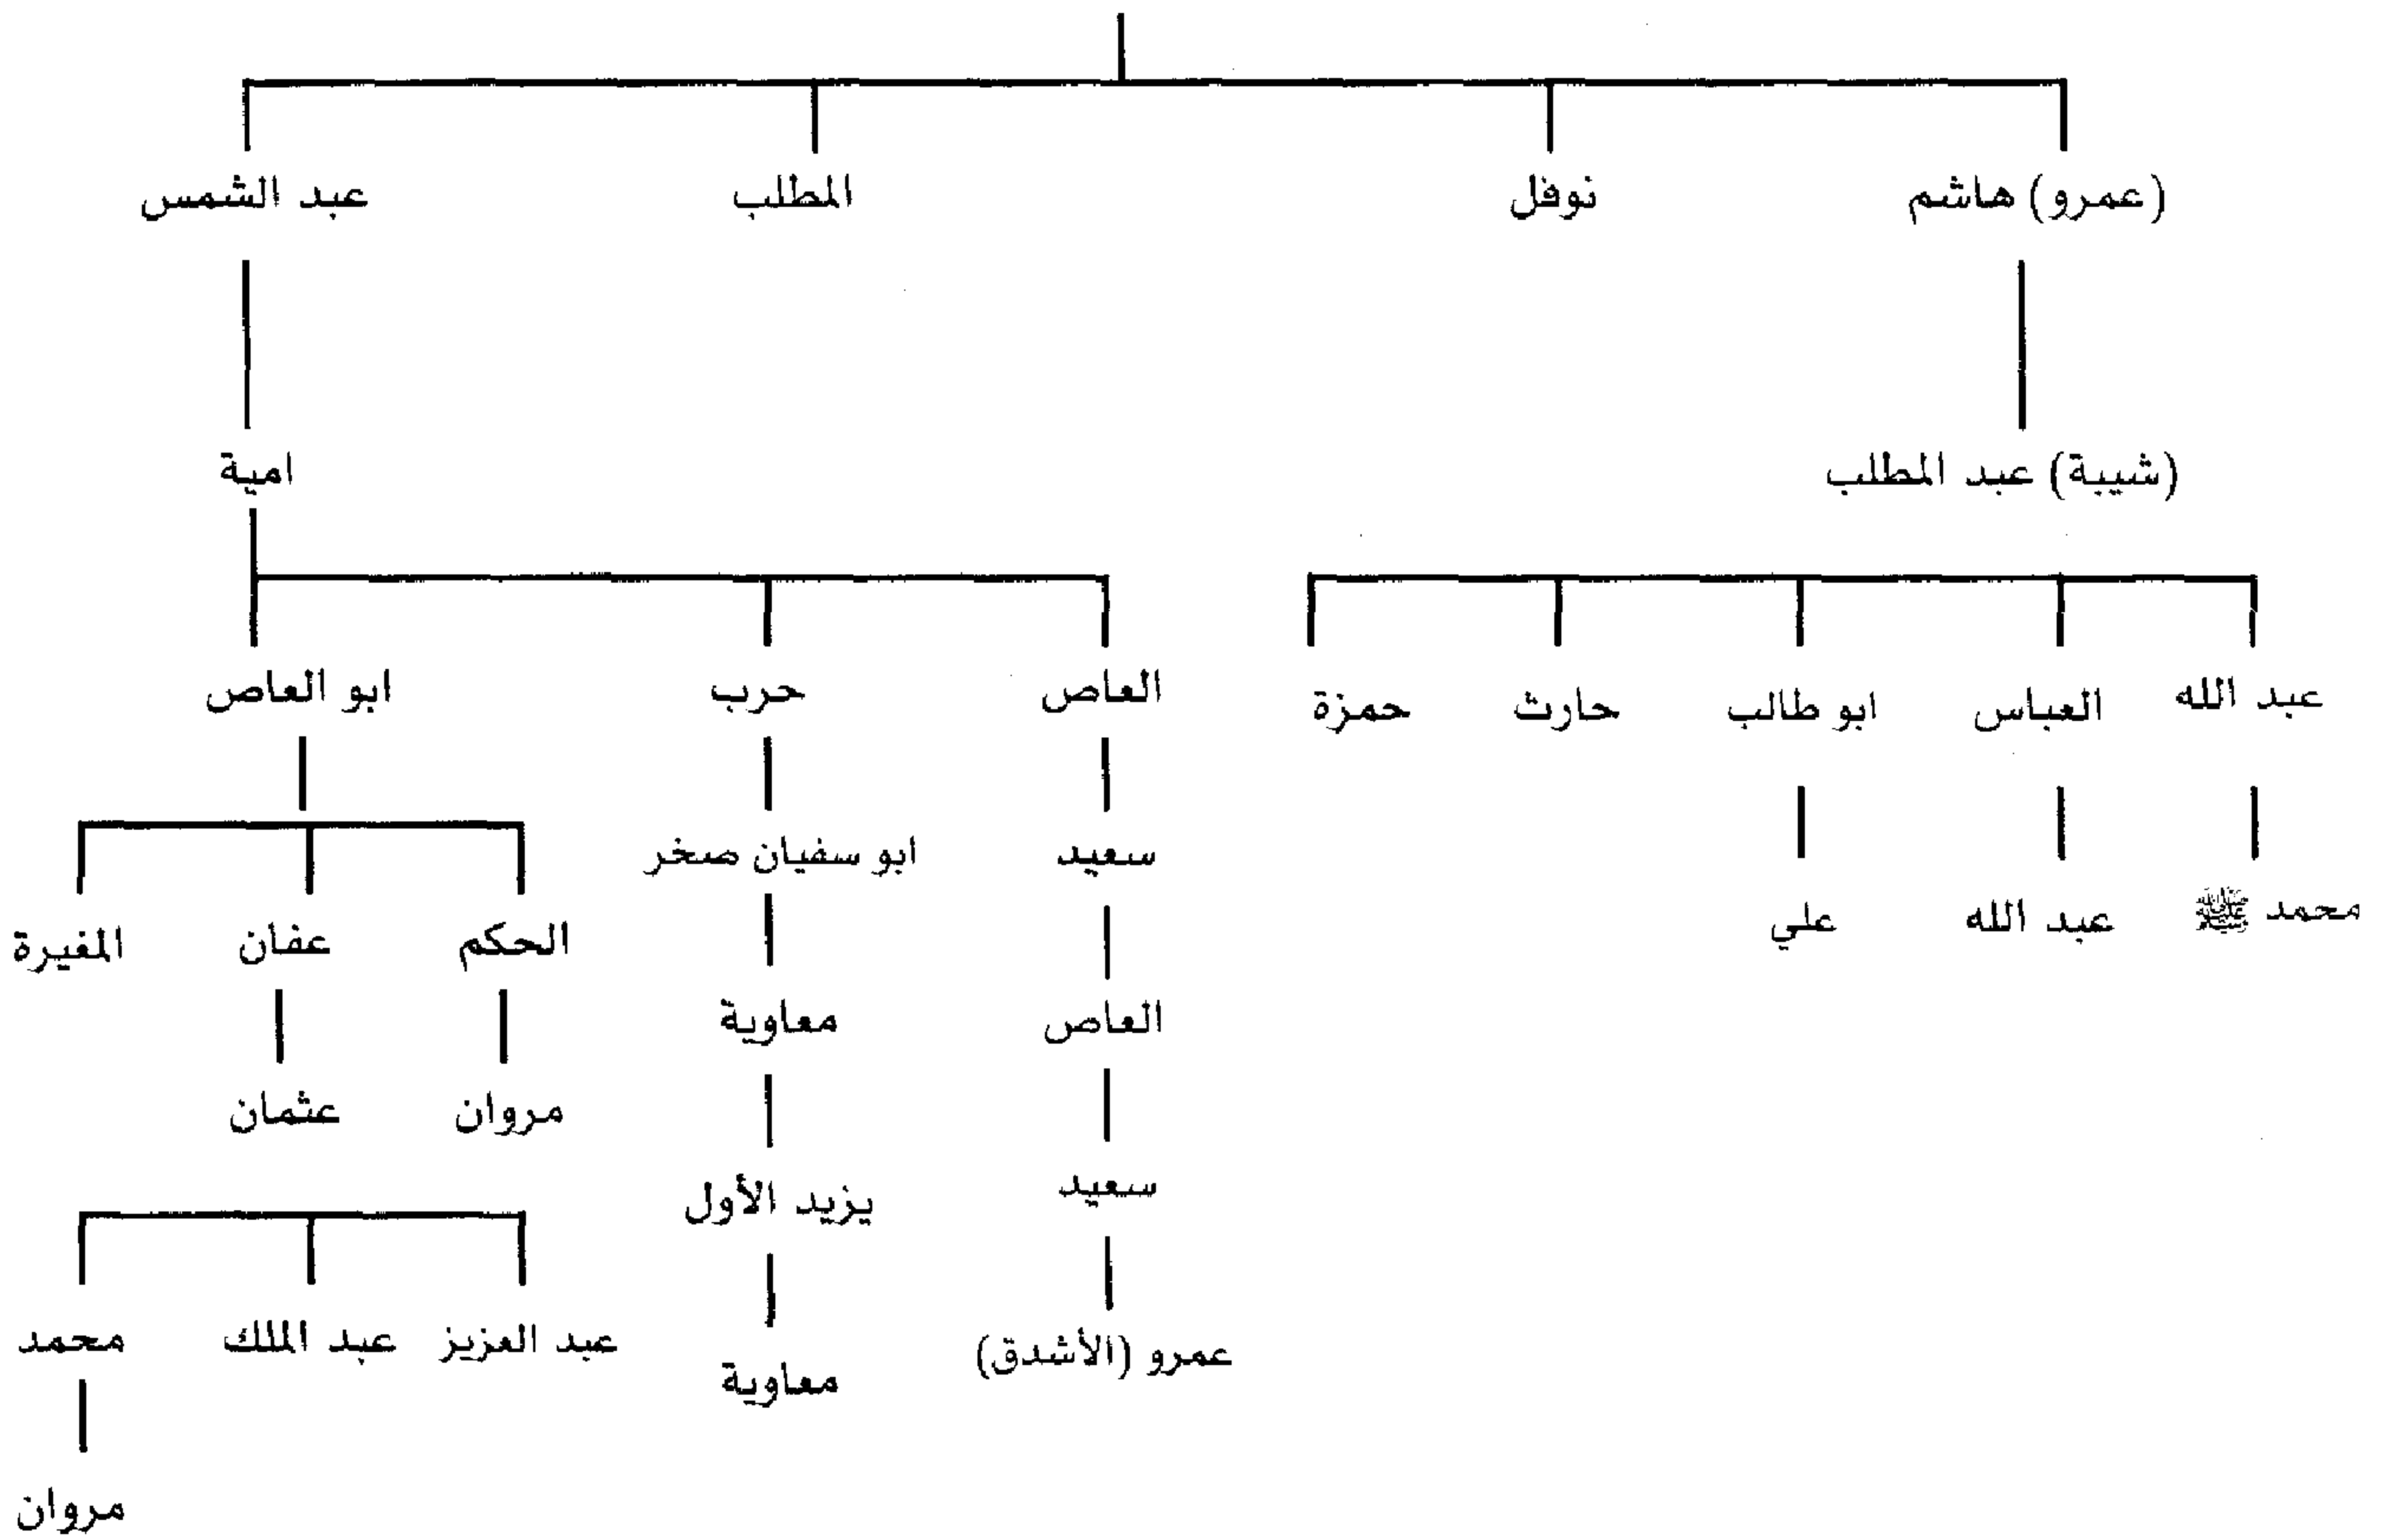 (عمرو) هاشم نوفل المطلب عبد الشمس
(شيبة) عبد المطلب امية
عبد الله العباس ابو طالب حارث حمزة العاص حرب ابو العاص
سعيد ابو سفيان صخر
محمد ﷺ عبد الله علي الحكم عفان المغيرة
العاص معاوية
مروان عثمان
سعيد يزيد الأول
عمرو (الأشدق) عبد العزيز عبد الملك محمد
معاوية
مروان